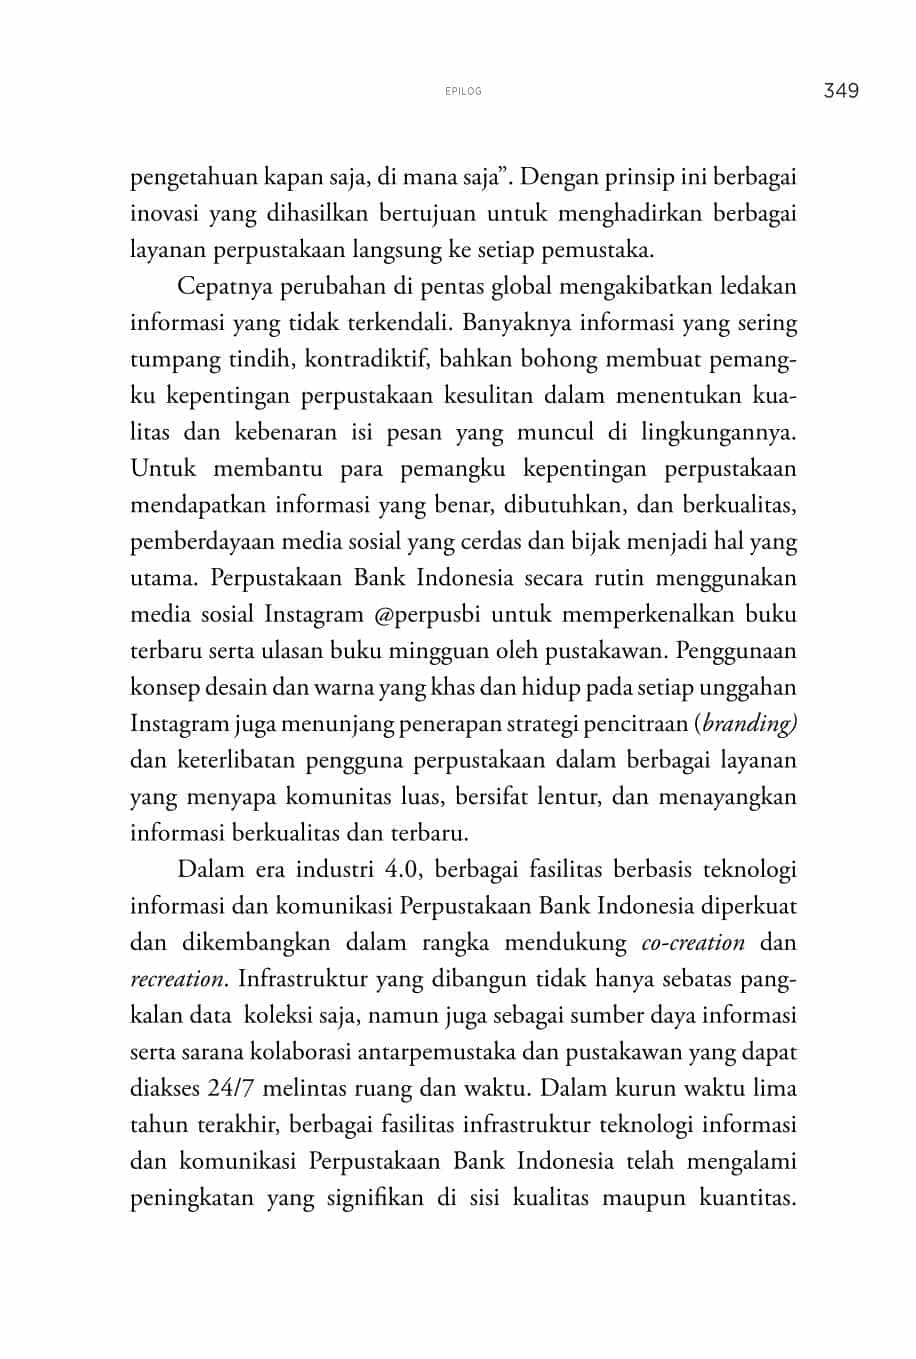 EPILOG
349
pengetahuan kapan saja, di mana saja”. Dengan prinsip ini berbagai
inovasi yang dihasilkan bertujuan untuk menghadirkan berbagai
layanan perpustakaan langsung ke setiap pemustaka.
Cepatnya perubahan di pentas global mengakibatkan ledakan
informasi yang tidak terkendali. Banyaknya informasi yang sering
tumpang tindih, kontradiktif, bahkan bohong membuat pemang-
ku kepentingan perpustakaan kesulitan dalam menentukan kua-
litas dan kebenaran isi pesan yang muncul di lingkungannya.
Untuk membantu para pemangku kepentingan perpustakaan
mendapatkan informasi yang benar, dibutuhkan, dan berkualitas,
pemberdayaan media sosial yang cerdas dan bijak menjadi hal yang
utama. Perpustakaan Bank Indonesia secara rutin menggunakan
media sosial Instagram @perpusbi untuk memperkenalkan buku
terbaru serta ulasan buku mingguan oleh pustakawan. Penggunaan
konsep desain dan warna yang khas dan hidup pada setiap unggahan
Instagram juga menunjang penerapan strategi pencitraan (branding)
dan keterlibatan pengguna perpustakaan dalam berbagai layanan
yang menyapa komunitas luas, bersifat lentur, dan menayangkan
informasi berkualitas dan terbaru.
Dalam era industri 4.0, berbagai fasilitas berbasis teknologi
informasi dan komunikasi Perpustakaan Bank Indonesia diperkuat
dan dikembangkan dalam rangka mendukung co-creation dan
recreation. Infrastruktur yang dibangun tidak hanya sebatas pang-
kalan data koleksi saja, namun juga sebagai sumber daya informasi
serta sarana kolaborasi antarpemustaka dan pustakawan yang dapat
diakses 24/7 melintas ruang dan waktu. Dalam kurun waktu lima
tahun terakhir, berbagai fasilitas infrastruktur teknologi informasi
dan komunikasi Perpustakaan Bank Indonesia telah mengalami
peningkatan yang signifikan di sisi kualitas maupun kuantitas.